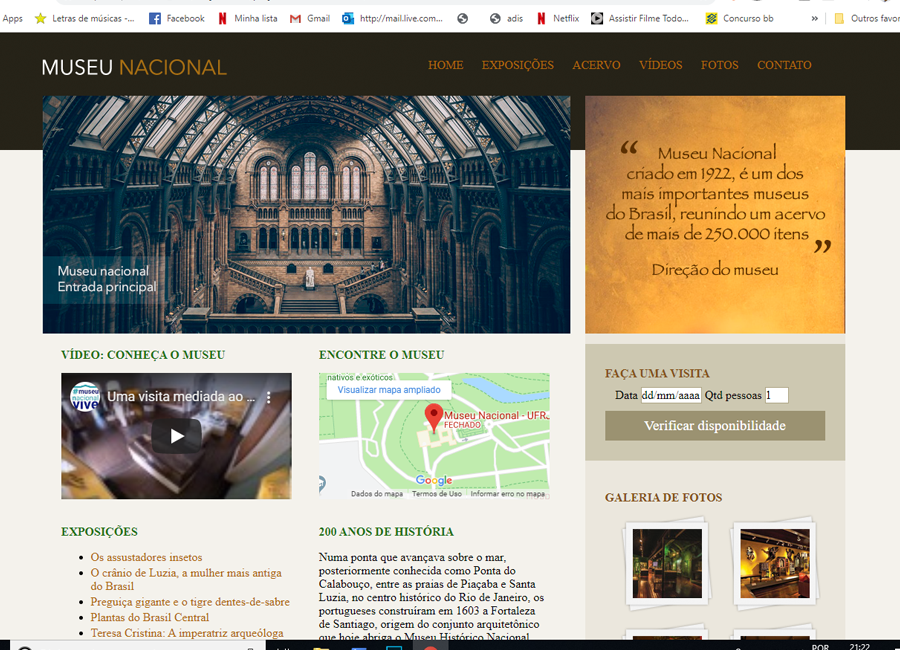 Apps Letras de músicas -... Facebook Minha lista Gmail http://mail.live.com... adis Netflix Assistir Filme Todo... Concurso bb » Outros favor
MUSEU NACIONAL
HOME EXPOSIÇÕES ACERVO VÍDEOS FOTOS CONTATO
Museu nacional
Entrada principal
“ Museu Nacional
criado em 1922, é um dos
mais importantes museus
do Brasil, reunindo um acervo
de mais de 250.000 itens ”
Direção do museu
VÍDEO: CONHEÇA O MUSEU
#museu
nacional
vive
Uma visita mediada ao ...
ENCONTRE O MUSEU
nativos e exóticos
Visualizar mapa ampliado
Museu Nacional - UFR
FECHADO
Google
Dados do mapa Termos de Uso Informar erro no mapa
FAÇA UMA VISITA
Data dd/mm/aaaa Qtd pessoas 1
Verificar disponibilidade
EXPOSIÇÕES
Os assustadores insetos
O crânio de Luzia, a mulher mais antiga
do Brasil
Preguiça gigante e o tigre dentes-de-sabre
Plantas do Brasil Central
Teresa Cristina: A imperatriz arqueóloga
200 ANOS DE HISTÓRIA
Numa ponta que avançava sobre o mar,
posteriormente conhecida como Ponta do
Calabouço, entre as praias de Piaçaba e Santa
Luzia, no centro histórico do Rio de Janeiro, os
portugueses construíram em 1603 a Fortaleza
de Santiago, origem do conjunto arquitetônico
que hoje abriga o Museu Histórico Nacional
GALERIA DE FOTOS
POR 21:22